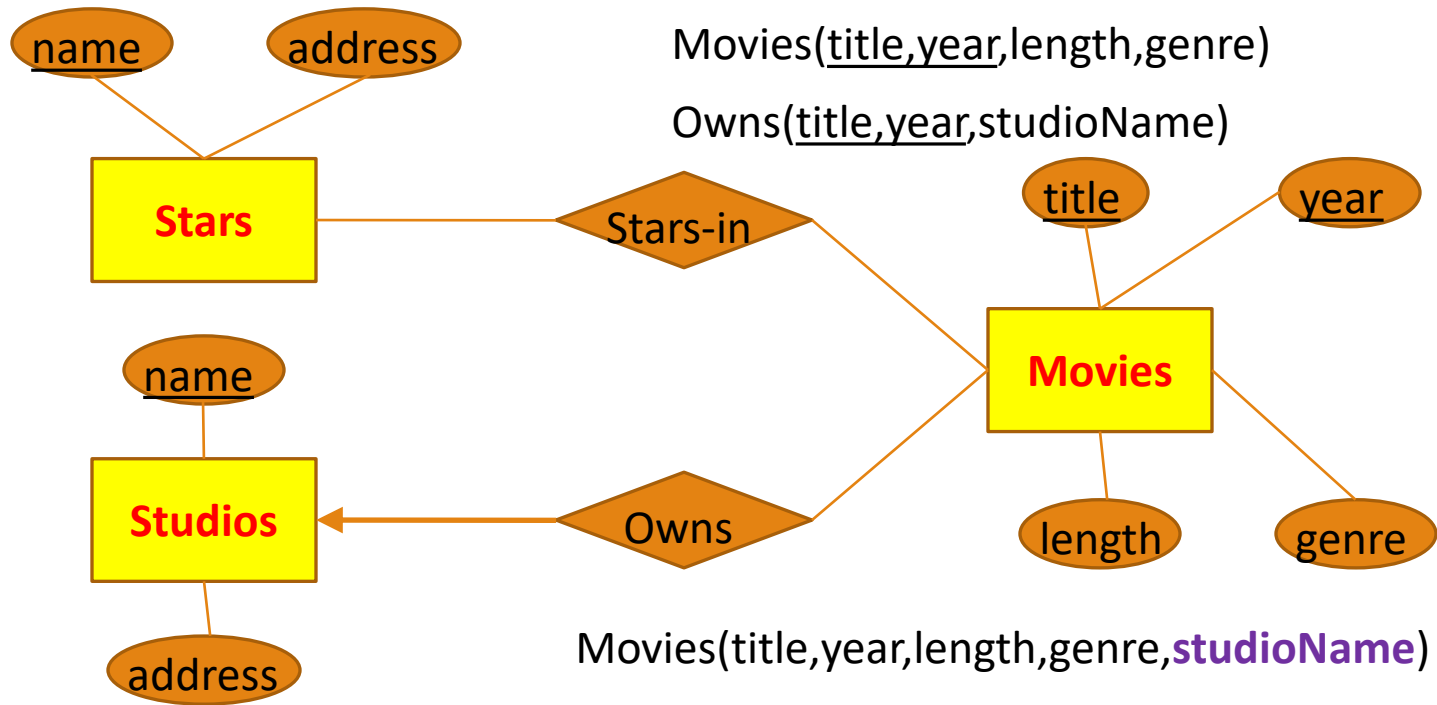 name
address
Movies(title,year,length,genre)
Owns(title,year,studioName)
Stars
Stars-in
title
year
name
Movies
Studios
Owns
length
genre
address
Movies(title,year,length,genre,studioName)